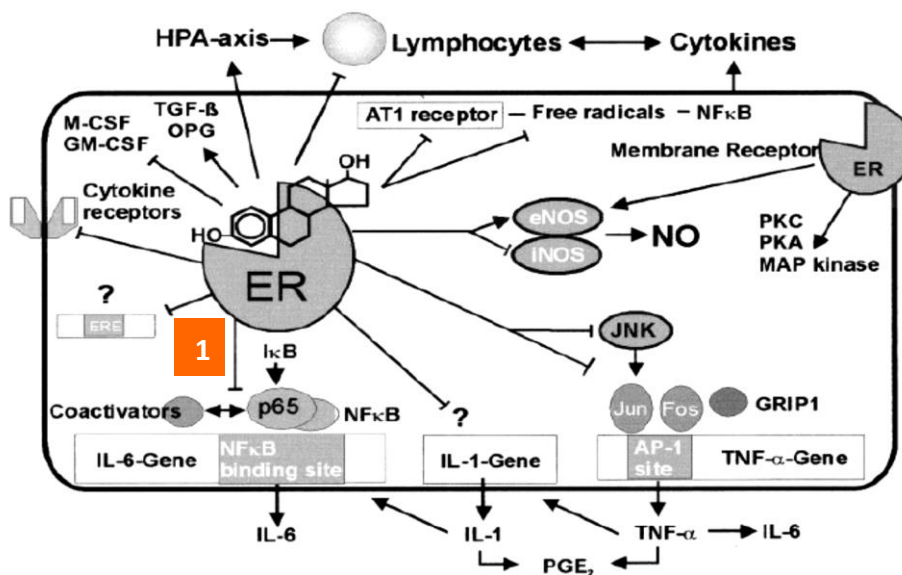 HPA-axis
Lymphocytes
Cytokines
M-CSF
GM-CSF
TGF-ß
OPG
AT1 receptor
Free radicals
NFκB
OH
Membrane Receptor
ER
Cytokine
receptors
HO
ER
eNOS
iNOS
NO
PKC
PKA
MAP kinase
?
ERE
1
IκB
JNK
Coactivators
p65
NFκB
?
Jun
Fos
GRIP1
IL-6-Gene
NFκB
binding site
IL-1-Gene
AP-1
site
TNF-α-Gene
IL-6
IL-1
TNF-α
IL-6
PGE₂